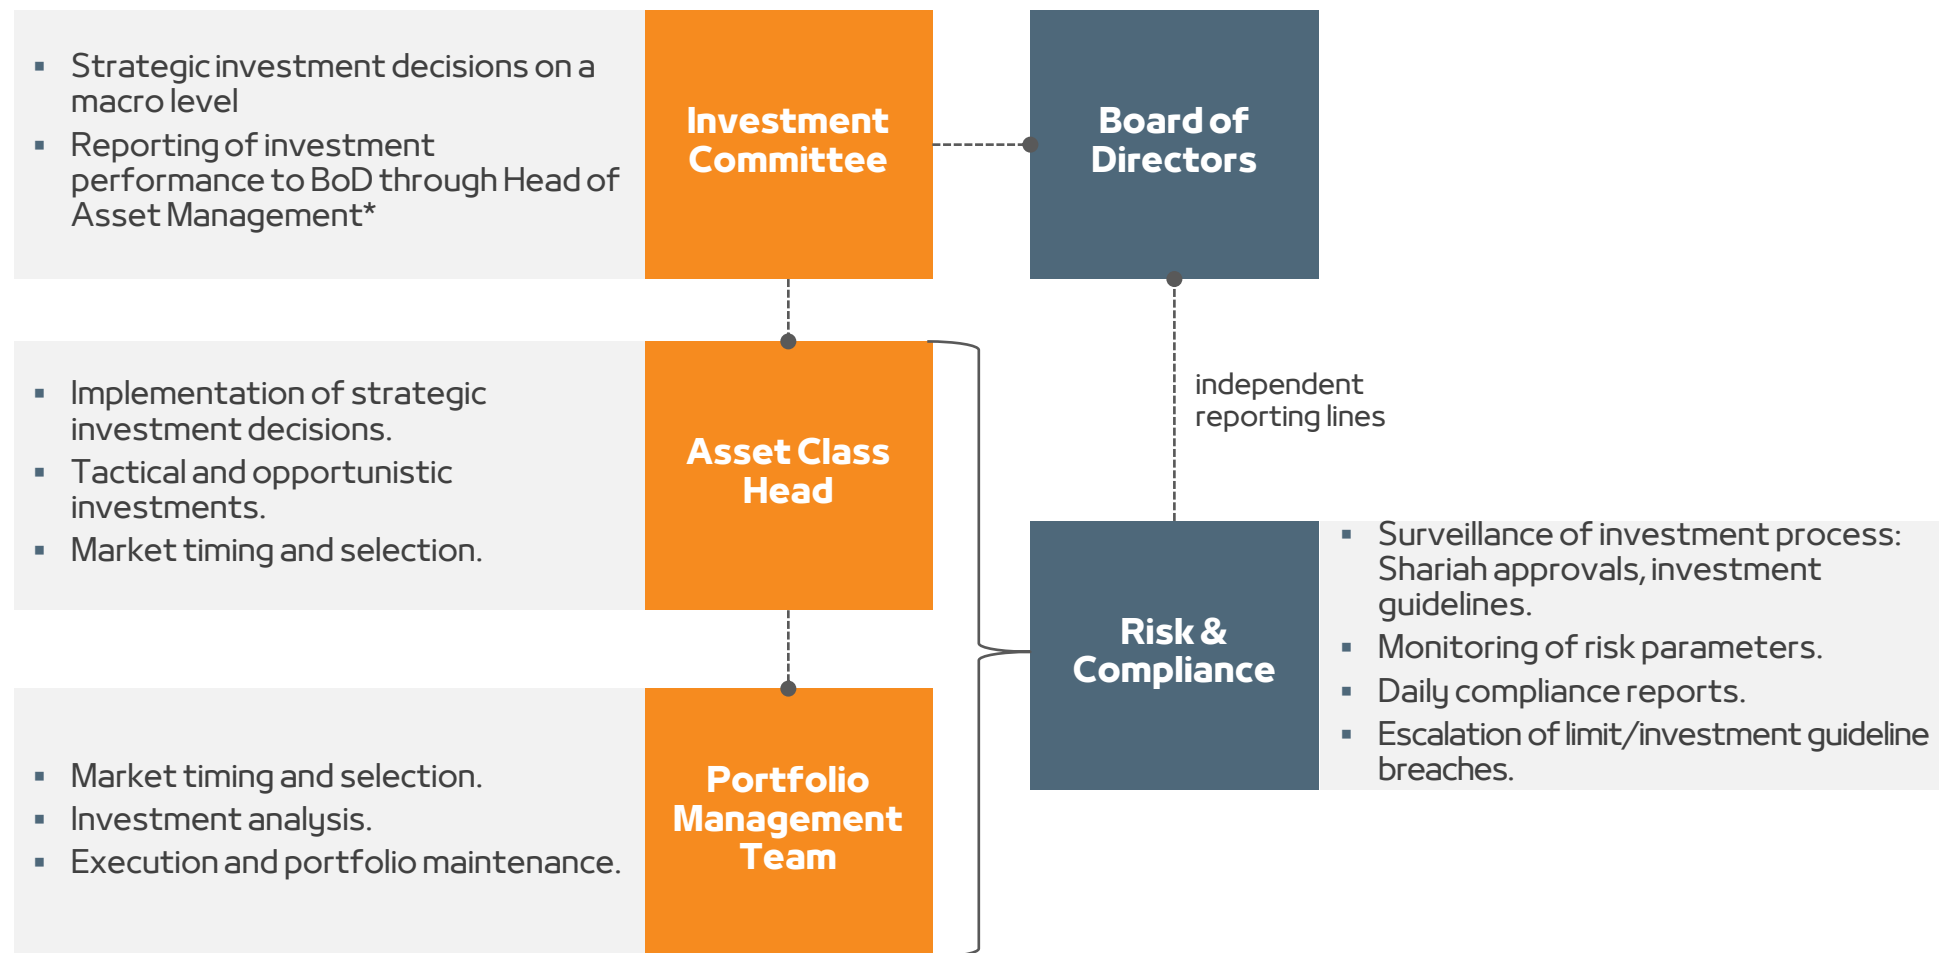 ▪ Strategic investment decisions on a
macro level
▪ Reporting of investment
performance to BoD through Head of
Asset Management*
Investment
Committee
Board of
Directors
▪ Implementation of strategic
investment decisions.
▪ Tactical and opportunistic
investments.
▪ Market timing and selection.
Asset Class
Head
independent
reporting lines
Risk &
Compliance
▪ Surveillance of investment process:
Shariah approvals, investment
guidelines.
▪ Monitoring of risk parameters.
▪ Daily compliance reports.
▪ Escalation of limit/investment guideline
breaches.
▪ Market timing and selection.
▪ Investment analysis.
▪ Execution and portfolio maintenance.
Portfolio
Management
Team